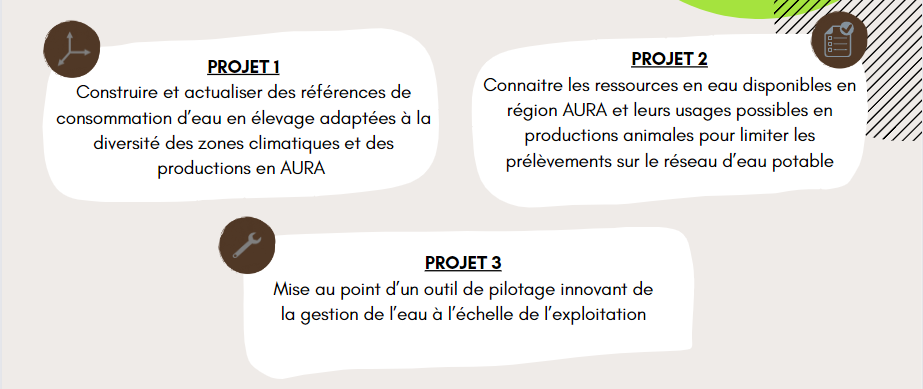 PROJET 1
Construire et actualiser des références de
consommation d'eau en élevage adaptées à la
diversité des zones climatiques et des
productions en AURA
PROJET 2
Connaitre les ressources en eau disponibles en
région AURA et leurs usages possibles en
productions animales pour limiter les
prélèvements sur le réseau d'eau potable
PROJET 3
Mise au point d'un outil de pilotage innovant de
la gestion de l'eau à l'échelle de l'exploitation